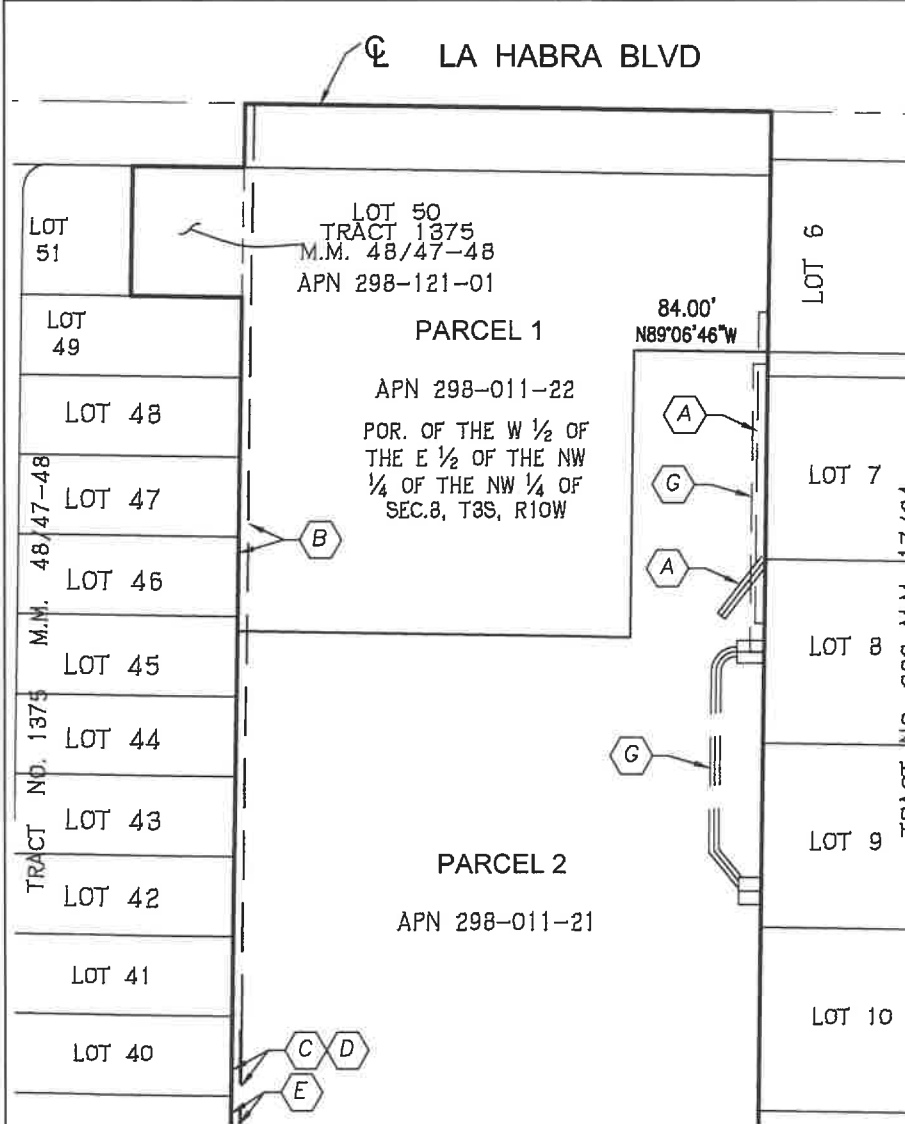 ℄ LA HABRA BLVD
LOT
51
LOT 50
TRACT 1375
M.M. 48/47-48
APN 298-121-01
LOT 6
LOT
49
PARCEL 1
84.00'
N89°06'46"W
APN 298-011-22
POR. OF THE W ½ OF
THE E ½ OF THE NW
¼ OF THE NW ¼ OF
SEC.8, T3S, R10W
LOT 48
A
LOT 47
G
LOT 7
B
LOT 46
A
LOT 45
LOT 8
LOT 44
G
LOT 43
LOT 9
PARCEL 2
LOT 42
APN 298-011-21
LOT 41
LOT 10
LOT 40
C D
E
TRACT NO. 1375 M.M. 48/47-48